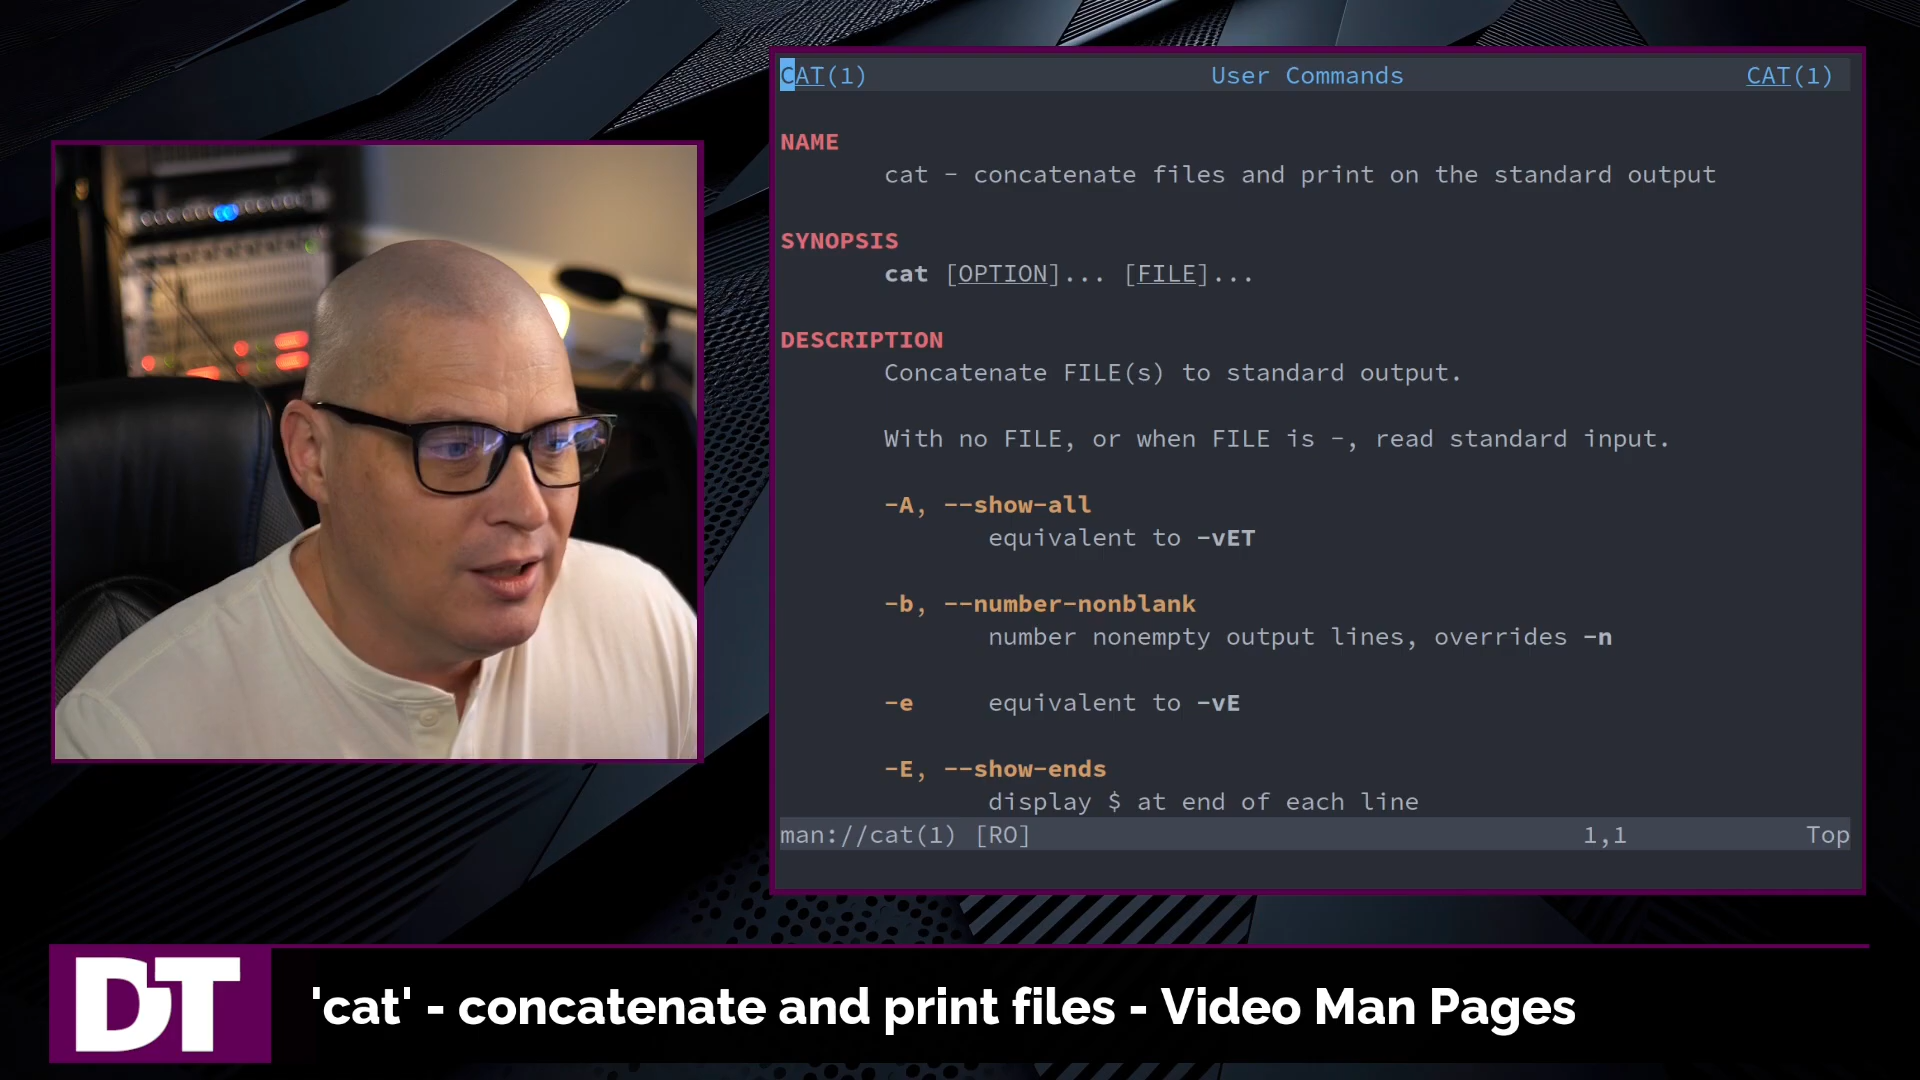 CAT(1) User Commands CAT(1)
NAME
cat - concatenate files and print on the standard output
SYNOPSIS
cat [OPTION]... [FILE]...
DESCRIPTION
Concatenate FILE(s) to standard output.
With no FILE, or when FILE is -, read standard input.
-A, --show-all
equivalent to -vET
-b, --number-nonblank
number nonempty output lines, overrides -n
-e equivalent to -vE
-E, --show-ends
display $ at end of each line
man://cat(1) [RO] 1,1 Top
DT
'cat' - concatenate and print files - Video Man Pages